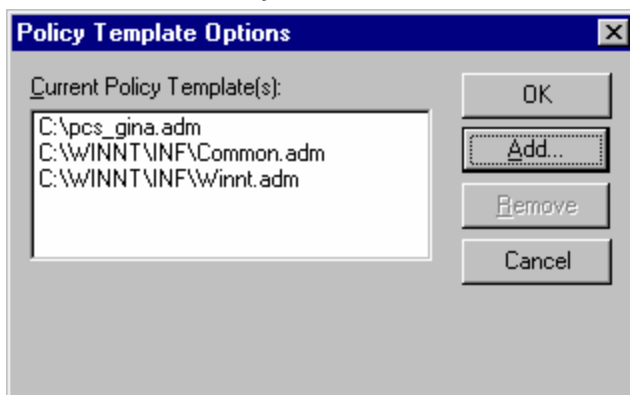 Policy Template Options
Current Policy Template(s):
C:\pcs_gina.adm
C:\WINNT\INF\Common.adm
C:\WINNT\INF\Winnt.adm
OK
Add...
Remove
Cancel